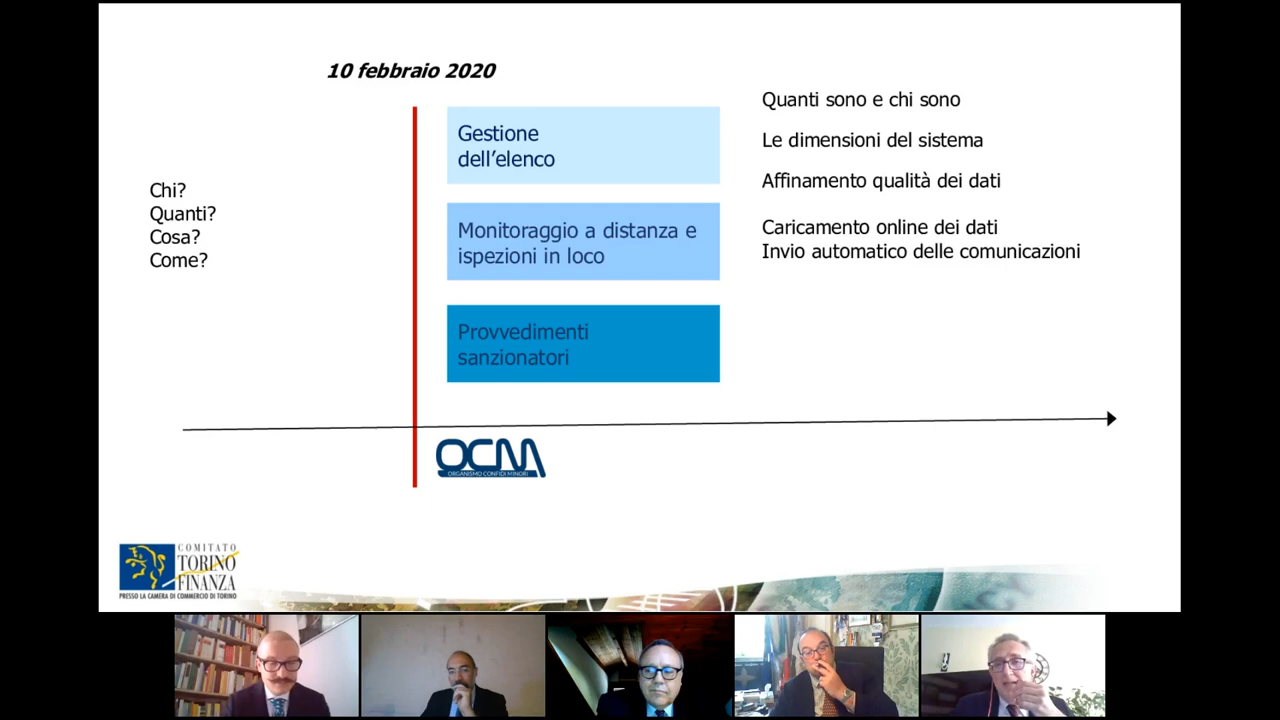 10 febbraio 2020
Chi?
Quanti?
Cosa?
Come?
Gestione
dell'elenco
Monitoraggio a distanza e
ispezioni in loco
Provvedimenti
sanzionatori
Quanti sono e chi sono
Le dimensioni del sistema
Affinamento qualità dei dati
Caricamento online dei dati
Invio automatico delle comunicazioni
OCM
ORGANISMO CONFIDI MINORI
COMITATO
TORINO
FINANZA
PRESSO LA CAMERA DI COMMERCIO DI TORINO